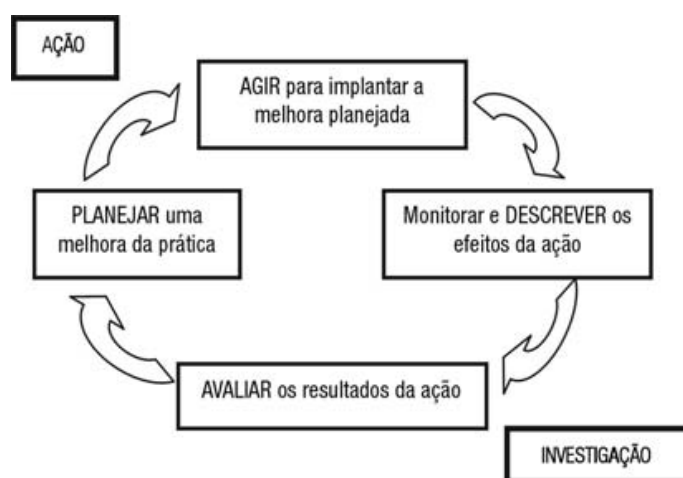 AÇÃO
AGIR para implantar a
melhora planejada
PLANEJAR uma
melhora da prática
Monitorar e DESCREVER os
efeitos da ação
AVALIAR os resultados da ação
INVESTIGAÇÃO